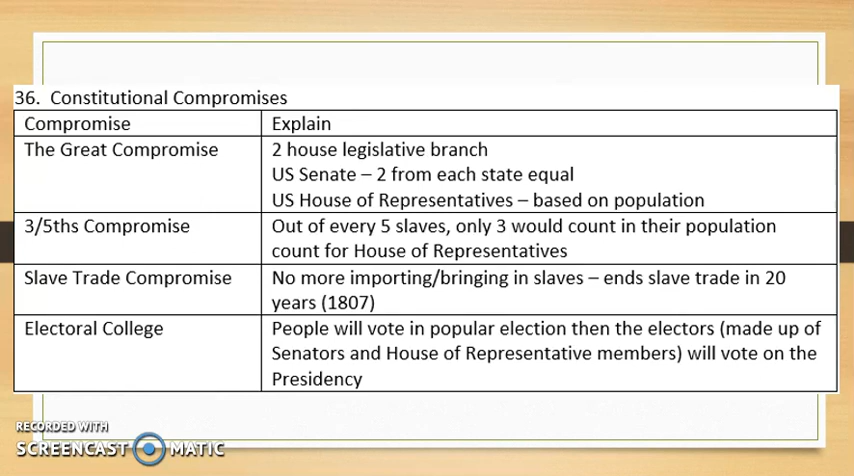 36. Constitutional Compromises
Compromise
Explain
The Great Compromise
2 house legislative branch
US Senate – 2 from each state equal
US House of Representatives – based on population
3/5ths Compromise
Out of every 5 slaves, only 3 would count in their population
count for House of Representatives
Slave Trade Compromise
No more importing/bringing in slaves – ends slave trade in 20
years (1807)
Electoral College
People will vote in popular election then the electors (made up of
Senators and House of Representative members) will vote on the
Presidency
RECORDED WITH
SCREENCAST MATIC